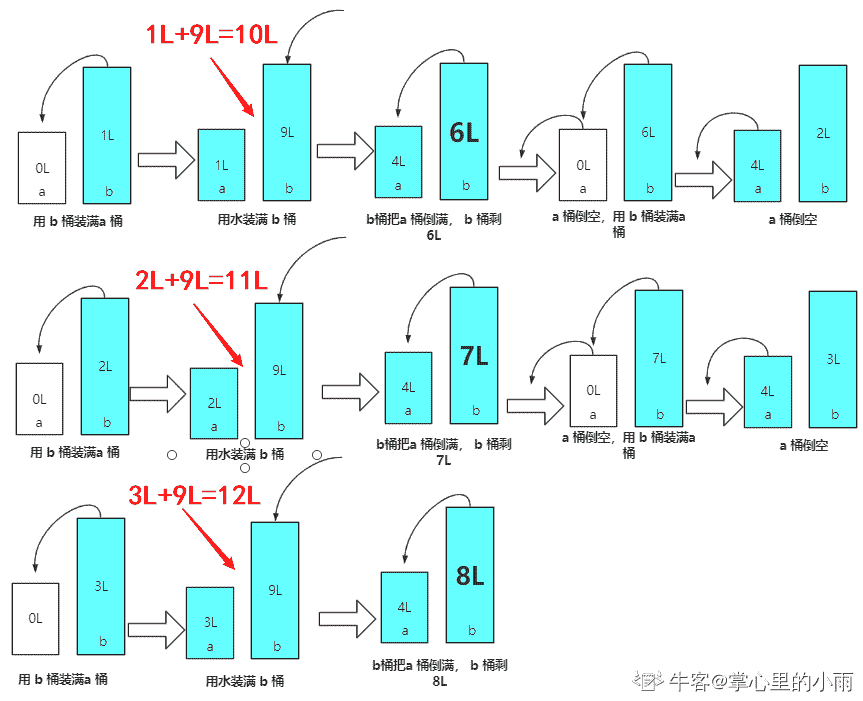 1L+9L=10L
0L
a
1L
b
1L
a
9L
b
4L
a
6L
b
0L
a
6L
b
4L
a
2L
b
用 b 桶装满a 桶
用水装满 b 桶
b桶把a 桶倒满， b 桶剩
6L
a 桶倒空，用 b 桶装满a
桶
a 桶倒空
2L+9L=11L
0L
a
2L
b
2L
a
9L
b
4L
a
7L
b
0L
a
7L
b
4L
a
3L
b
用 b 桶装满a 桶
用水装满 b 桶
b桶把a 桶倒满， b 桶剩
7L
a 桶倒空，用 b 桶装满a
桶
a 桶倒空
3L+9L=12L
0L
3L
b
3L
a
9L
b
4L
a
8L
b
用 b 桶装满a 桶
用水装满 b 桶
b桶把a 桶倒满， b 桶剩
8L
牛客@掌心里的小雨